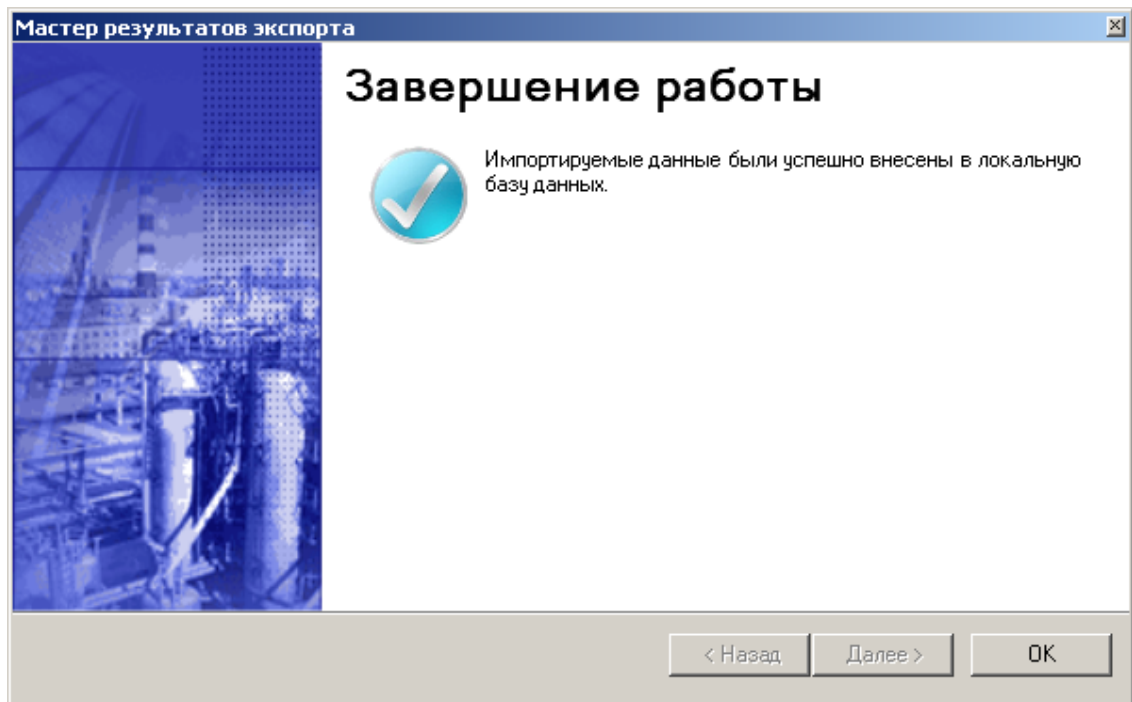 Мастер результатов экспорта
Завершение работы
Импортируемые данные были успешно внесены в локальную
базу данных.
< Назад
Далее >
OK